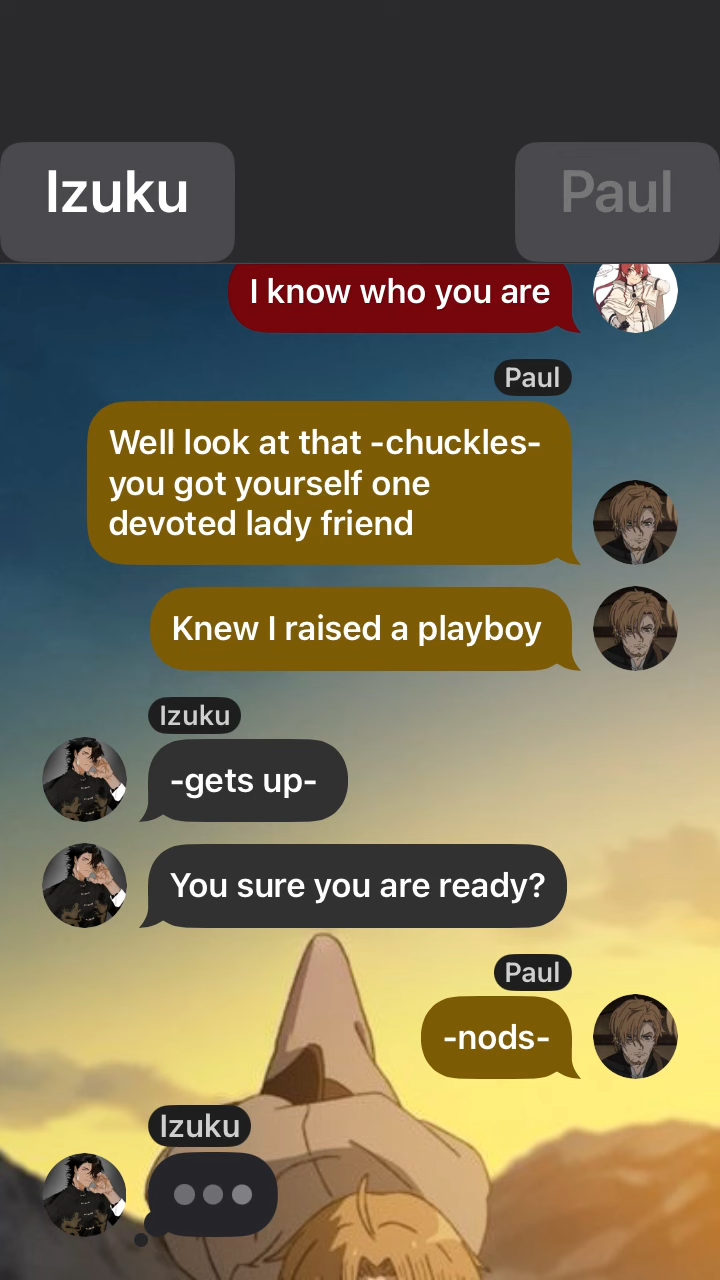 Izuku
Paul
I know who you are
Paul
Well look at that -chuckles-
you got yourself one
devoted lady friend
Knew I raised a playboy
Izuku
-gets up-
You sure you are ready?
Paul
-nods-
Izuku